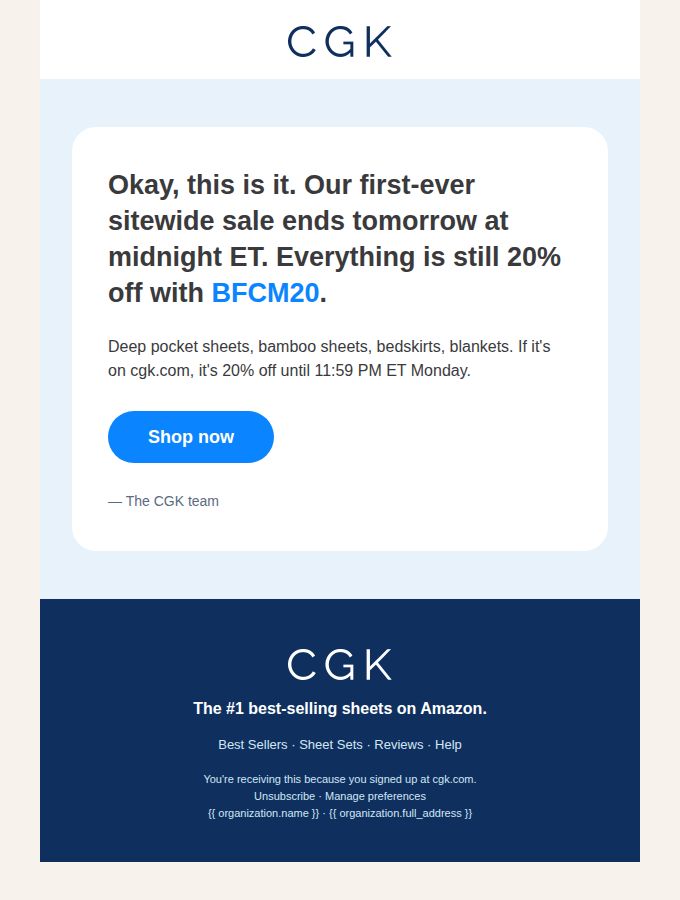 CGK
Okay, this is it. Our first-ever
sitewide sale ends tomorrow at
midnight ET. Everything is still 20%
off with BFCM20.
Deep pocket sheets, bamboo sheets, bedskirts, blankets. If it's
on cgk.com, it's 20% off until 11:59 PM ET Monday.
Shop now
— The CGK team
CGK
The #1 best-selling sheets on Amazon.
Best Sellers · Sheet Sets · Reviews · Help
You're receiving this because you signed up at cgk.com.
Unsubscribe · Manage preferences
{{ organization.name }} · {{ organization.full_address }}